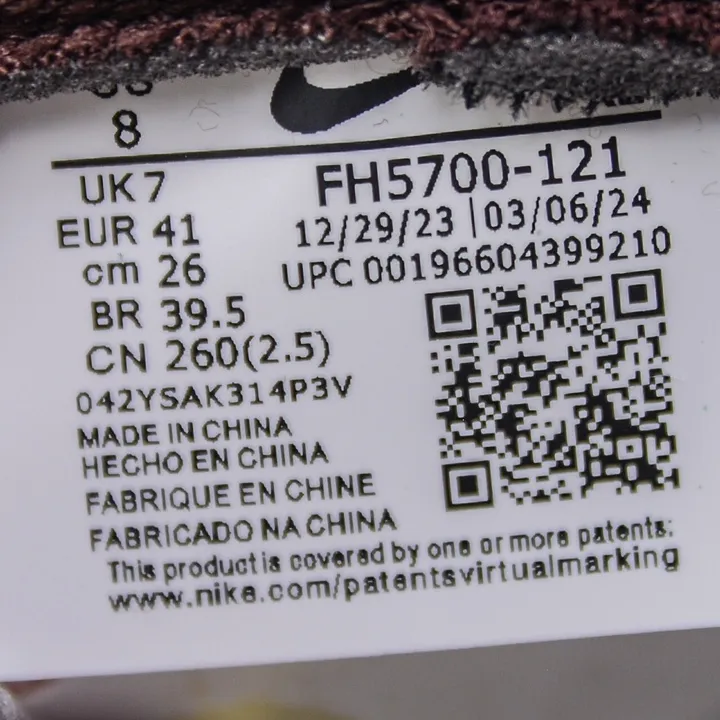 US
8
UK 7
EUR 41
cm 26
BR 39.5
CN 260(2.5)
042YSAK314P3V
MADE IN CHINA
HECHO EN CHINA
FABRIQUE EN CHINE
FABRICADO NA CHINA
FH5700-121
12/29/23 | 03/06/24
UPC 00196604399210
This product is covered by one or more patents:
www.nike.com/patentsvirtualmarking